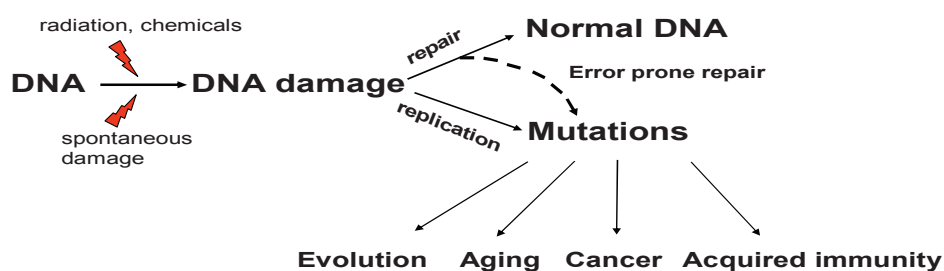 radiation, chemicals
Normal DNA
repair
DNA
DNA damage
Error prone repair
replication
Mutations
spontaneous
damage
Evolution
Aging
Cancer
Acquired immunity